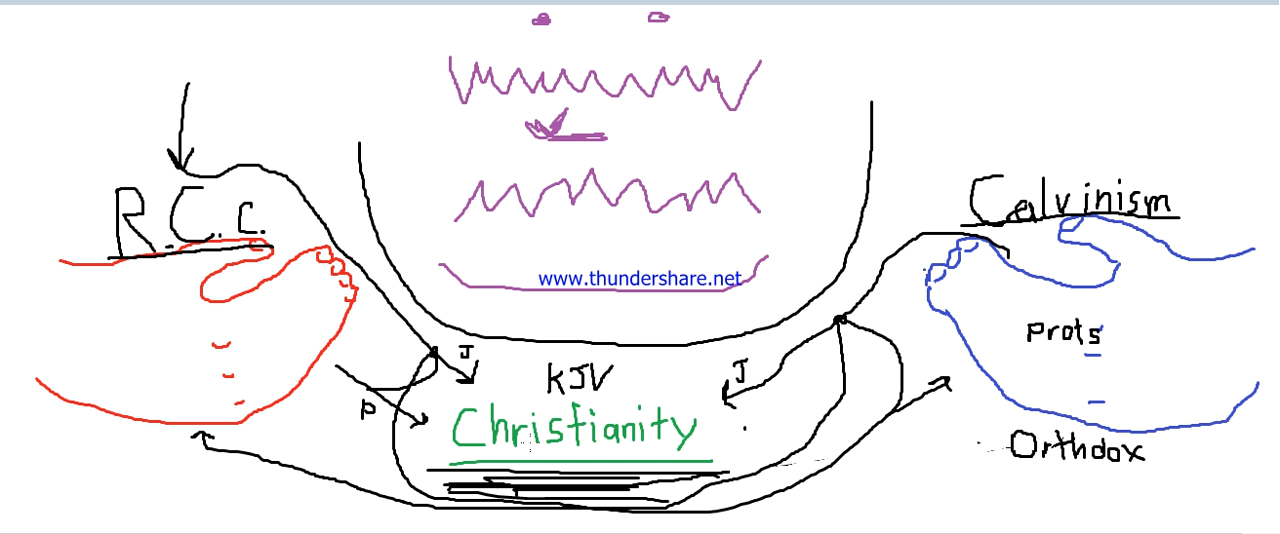 R.C.C.
Calvinism
www.thundershare.net
Prots
J
KJV
J
P
Christianity
Orthdox